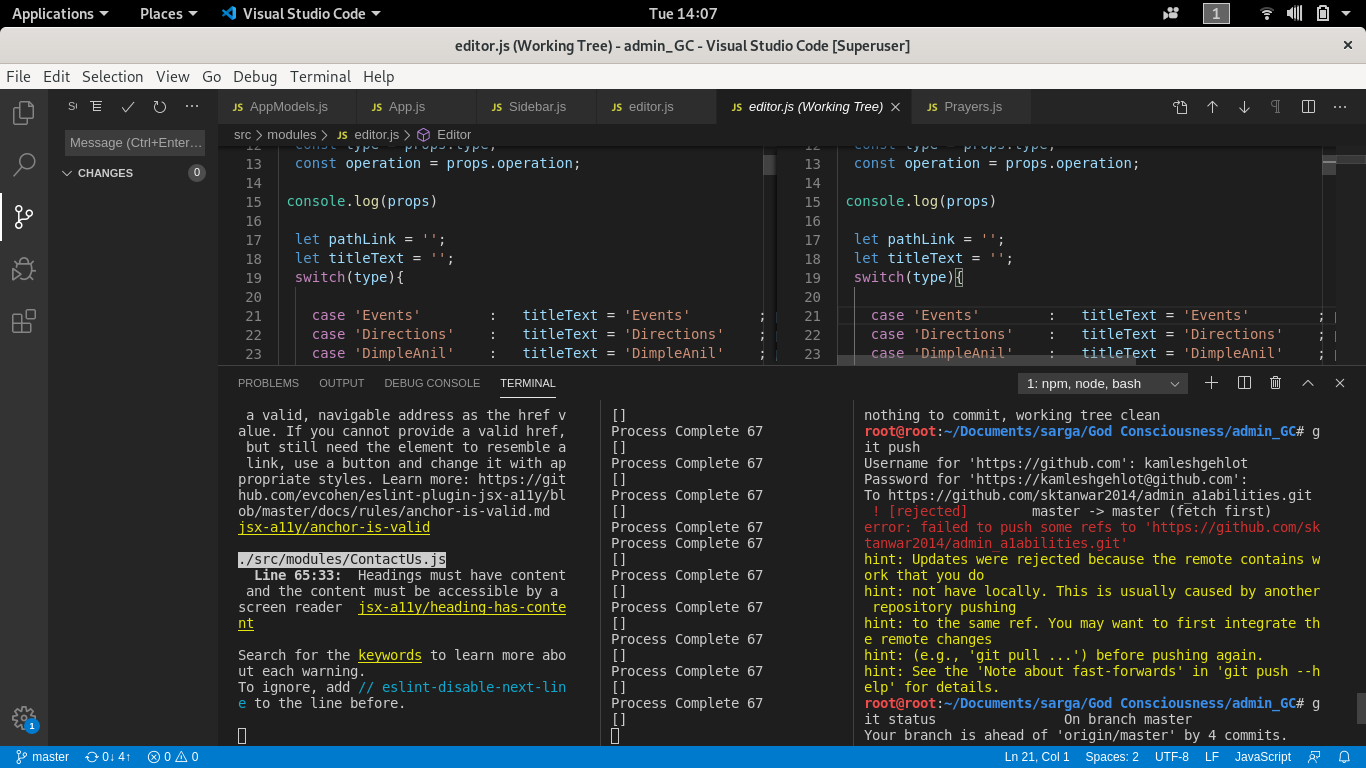 Applications Places Visual Studio Code Tue 14:07 1
editor.js (Working Tree) - admin_GC - Visual Studio Code [Superuser]
File Edit Selection View Go Debug Terminal Help
AppModels.js App.js Sidebar.js editor.js editor.js (Working Tree) Prayers.js
src modules editor.js Editor
Message (Ctrl+Enter…
CHANGES 0
12 const type = props.type;
13 const operation = props.operation;
14
15 console.log(props)
16
17 let pathLink = '';
18 let titleText = '';
19 switch(type){
20
21 case 'Events' : titleText = 'Events' ;
22 case 'Directions' : titleText = 'Directions' ;
23 case 'DimpleAnil' : titleText = 'DimpleAnil' ;
12 const type = props.type;
13 const operation = props.operation;
14
15 console.log(props)
16
17 let pathLink = '';
18 let titleText = '';
19 switch(type){
20
21 case 'Events' : titleText = 'Events' ;
22 case 'Directions' : titleText = 'Directions' ;
23 case 'DimpleAnil' : titleText = 'DimpleAnil' ;
PROBLEMS OUTPUT DEBUG CONSOLE TERMINAL 1: npm, node, bash
a valid, navigable address as the href v
alue. If you cannot provide a valid href,
but still need the element to resemble a
link, use a button and change it with ap
propriate styles. Learn more: https://git
hub.com/evcohen/eslint-plugin-jsx-a11y/bl
ob/master/docs/rules/anchor-is-valid.md
jsx-a11y/anchor-is-valid
./src/modules/ContactUs.js
Line 65:33: Headings must have content
and the content must be accessible by a
screen reader jsx-a11y/heading-has-conte
nt
Search for the keywords to learn more abo
ut each warning.
To ignore, add // eslint-disable-next-lin
e to the line before.
[]
Process Complete 67
[]
Process Complete 67
[]
Process Complete 67
[]
Process Complete 67
Process Complete 67
[]
Process Complete 67
[]
Process Complete 67
[]
Process Complete 67
[]
Process Complete 67
[]
Process Complete 67
[]
nothing to commit, working tree clean
root@root:~/Documents/sarga/God Consciousness/admin_GC# g
it push
Username for 'https://github.com': kamleshgehlot
Password for 'https://kamleshgehlot@github.com':
To https://github.com/sktanwar2014/admin_a1abilities.git
! [rejected] master -> master (fetch first)
error: failed to push some refs to 'https://github.com/sk
tanwar2014/admin_a1abilities.git'
hint: Updates were rejected because the remote contains w
ork that you do
hint: not have locally. This is usually caused by another
repository pushing
hint: to the same ref. You may want to first integrate th
e remote changes
hint: (e.g., 'git pull ...') before pushing again.
hint: See the 'Note about fast-forwards' in 'git push --h
elp' for details.
root@root:~/Documents/sarga/God Consciousness/admin_GC# g
it status On branch master
Your branch is ahead of 'origin/master' by 4 commits.
1
master 0↓ 4↑ 0 0 Ln 21, Col 1 Spaces: 2 UTF-8 LF JavaScript